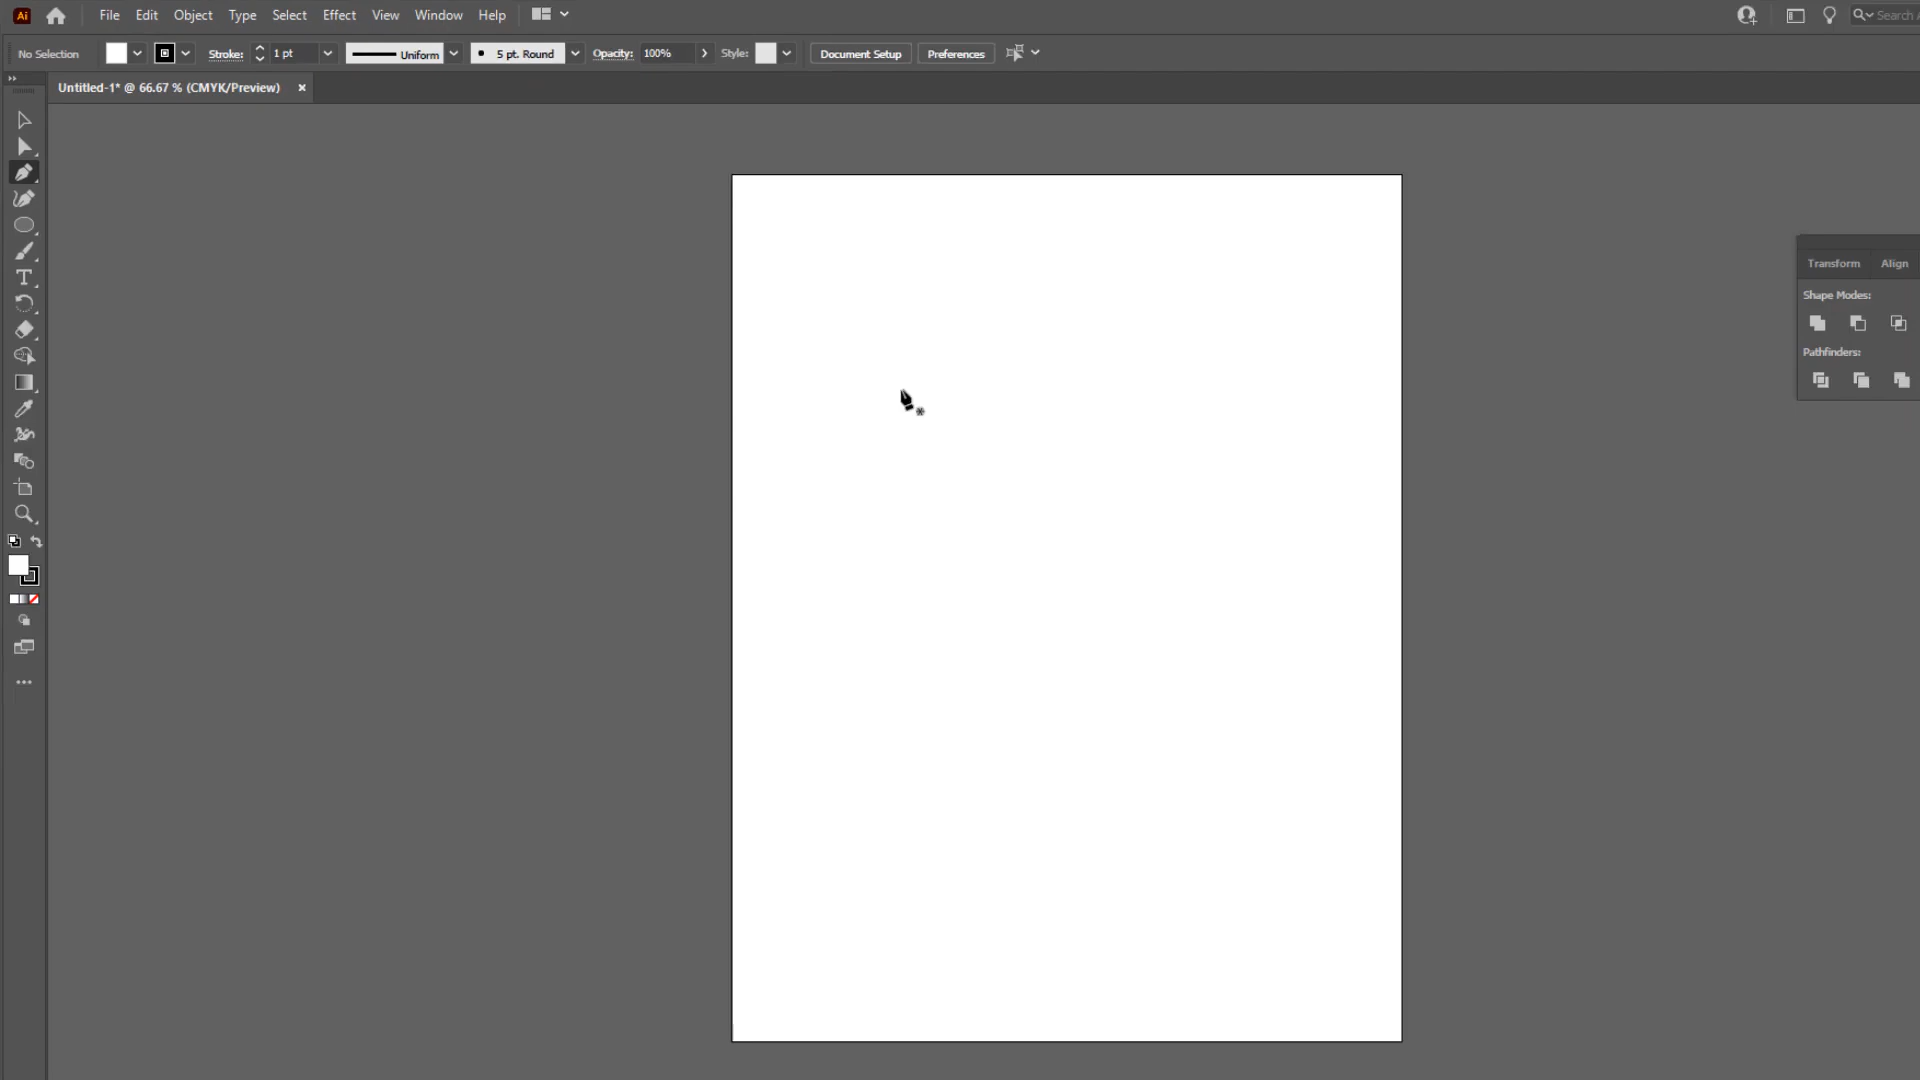 Ai File Edit Object Type Select Effect View Window Help Search
No Selection Stroke: 1 pt Uniform 5 pt. Round Opacity: 100% Style: Document Setup Preferences
Untitled-1* @ 66.67 % (CMYK/Preview) ×
Transform Align
Shape Modes:
Pathfinders: